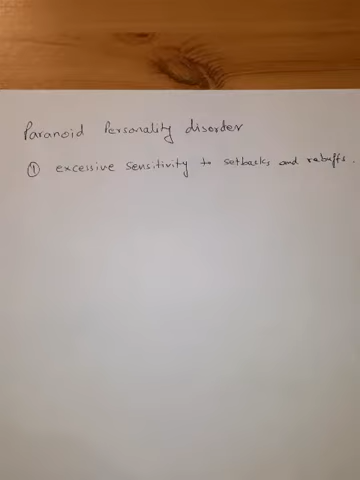 Paranoid Personality disorder
① excessive sensitivity to setbacks and rebuffs.